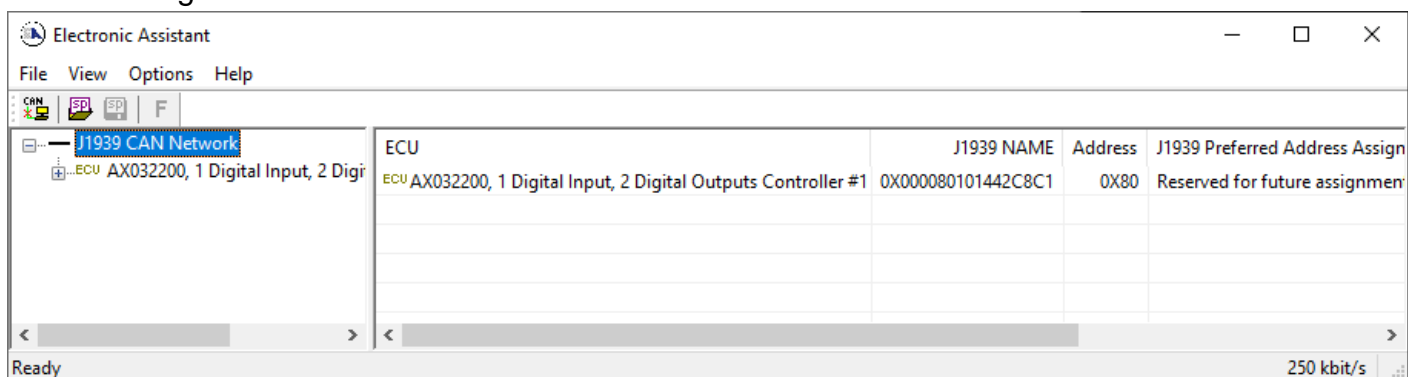 Electronic Assistant
File View Options Help
CAN SP SP F
J1939 CAN Network
ECU AX032200, 1 Digital Input, 2 Digi
ECU J1939 NAME Address J1939 Preferred Address Assign
ECU AX032200, 1 Digital Input, 2 Digital Outputs Controller #1 0X000080101442C8C1 0X80 Reserved for future assignmen
Ready 250 kbit/s